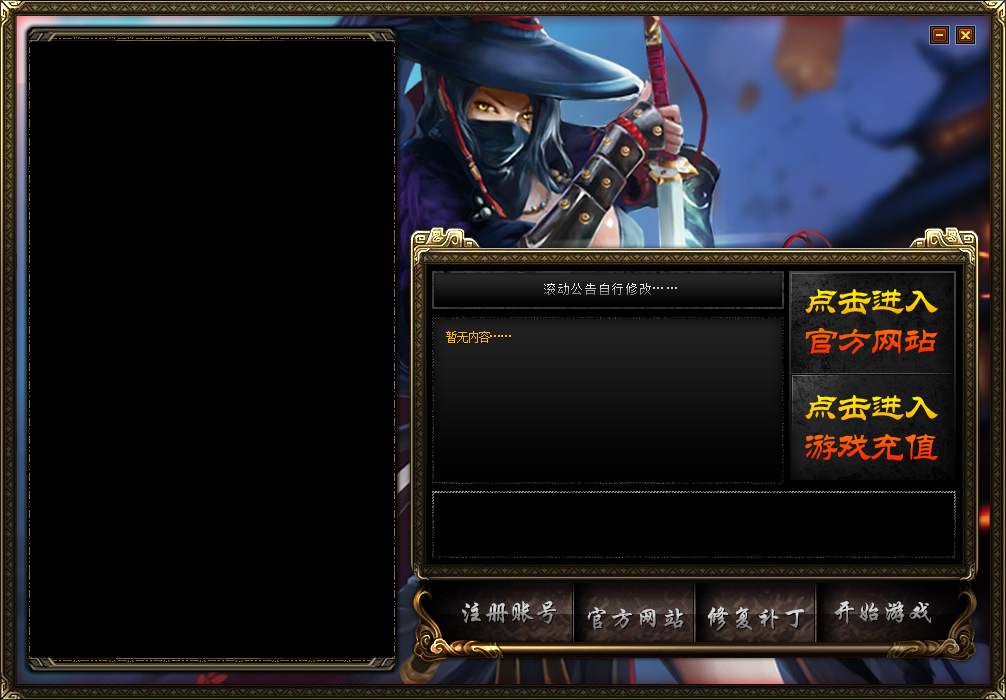 滚动公告自行修改……
暂无内容……
点击进入
官方网站
点击进入
游戏充值
注册账号
官方网站
修复补丁
开始游戏